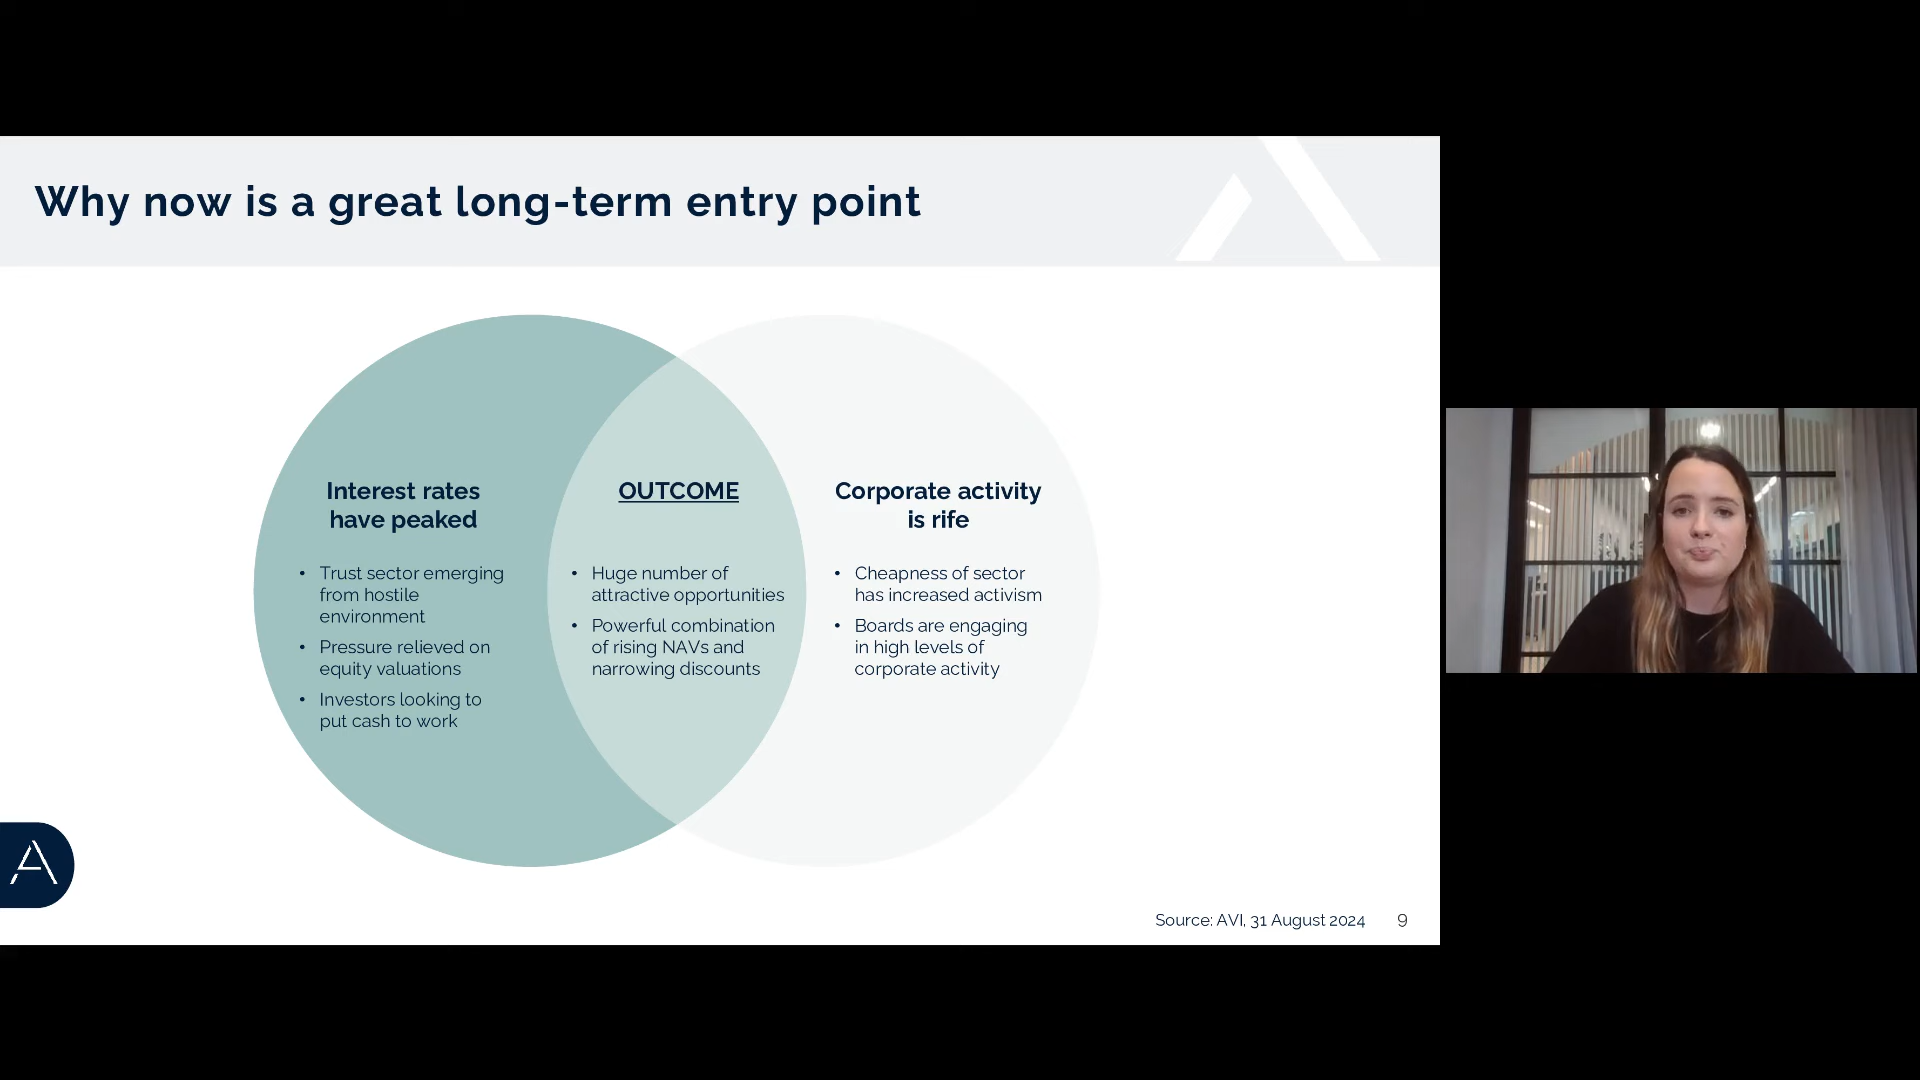 Why now is a great long-term entry point
Interest rates
have peaked
• Trust sector emerging
from hostile
environment
• Pressure relieved on
equity valuations
• Investors looking to
put cash to work
OUTCOME
• Huge number of
attractive opportunities
• Powerful combination
of rising NAVs and
narrowing discounts
Corporate activity
is rife
• Cheapness of sector
has increased activism
• Boards are engaging
in high levels of
corporate activity
Source: AVI, 31 August 2024
9